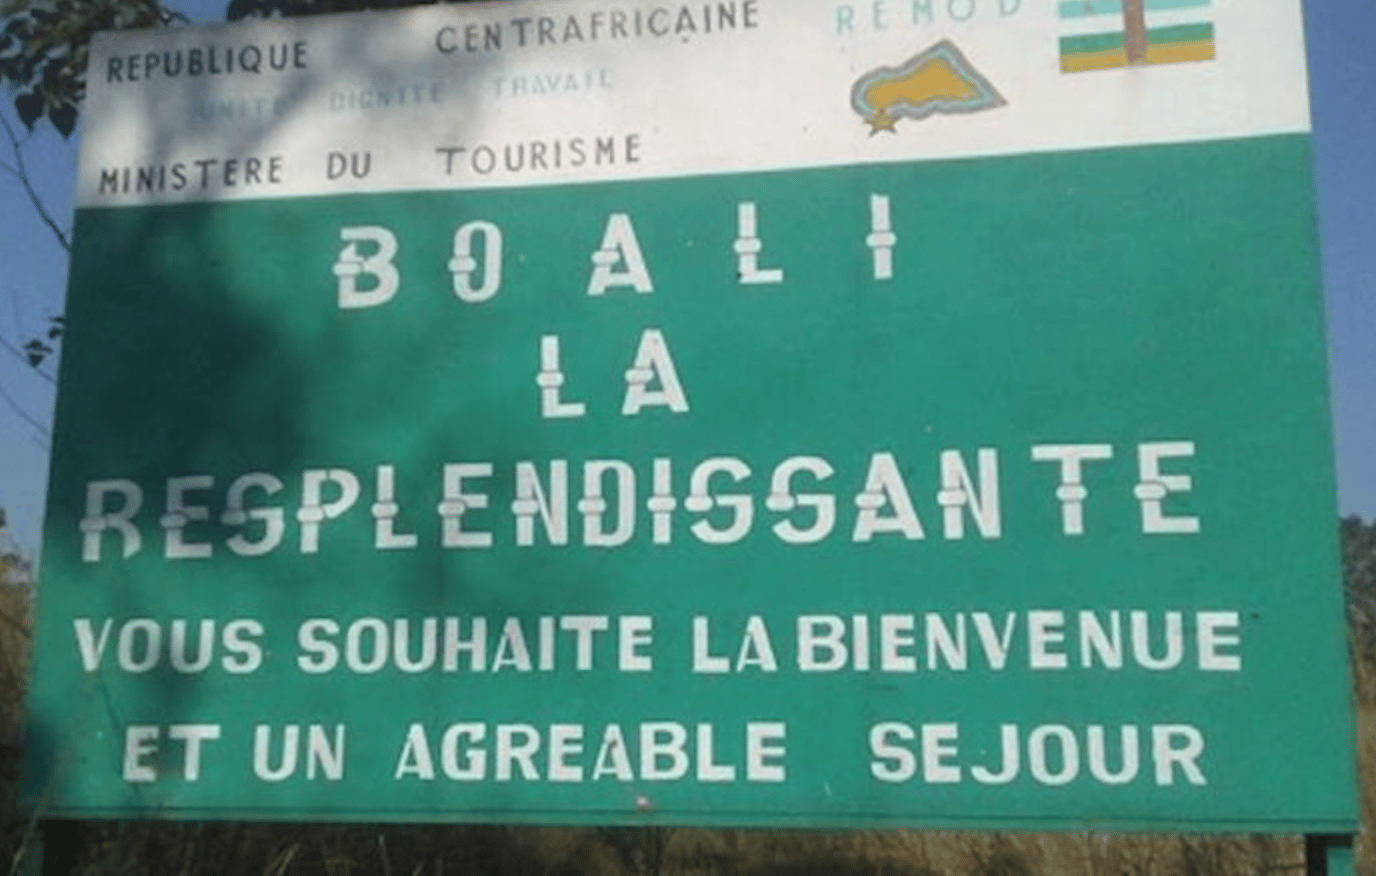 REPUBLIQUE CENTRAFRICAINE
UNITE DIGNITE TRAVAIL
REMOD
MINISTERE DU TOURISME
BOALI
LA
RESPLENDISSANTE
VOUS SOUHAITE LA BIENVENUE
ET UN AGREABLE SEJOUR